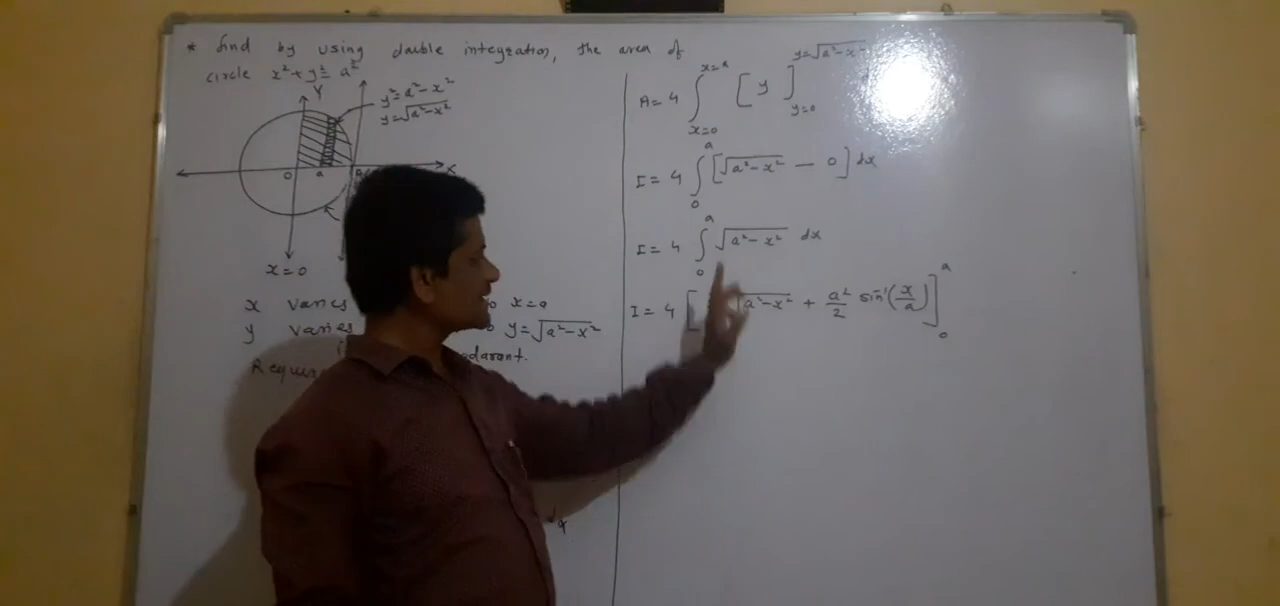 * find by using double integration, the area of
circle x²+y²=a²
Y
y²=a²-x²
y=√a²-x²
O a
X
x=0
x varies x=a
y varies y=√a²-x²
A=4 ∫ x=0 x=a [y] y=0 y=√a²-x²
I=4 ∫ 0 a [√a²-x² — 0] dx
I=4 ∫ 0 a √a²-x² dx
I=4 [ √a²-x² + a²/2 sin⁻¹(x/a) ] 0 a